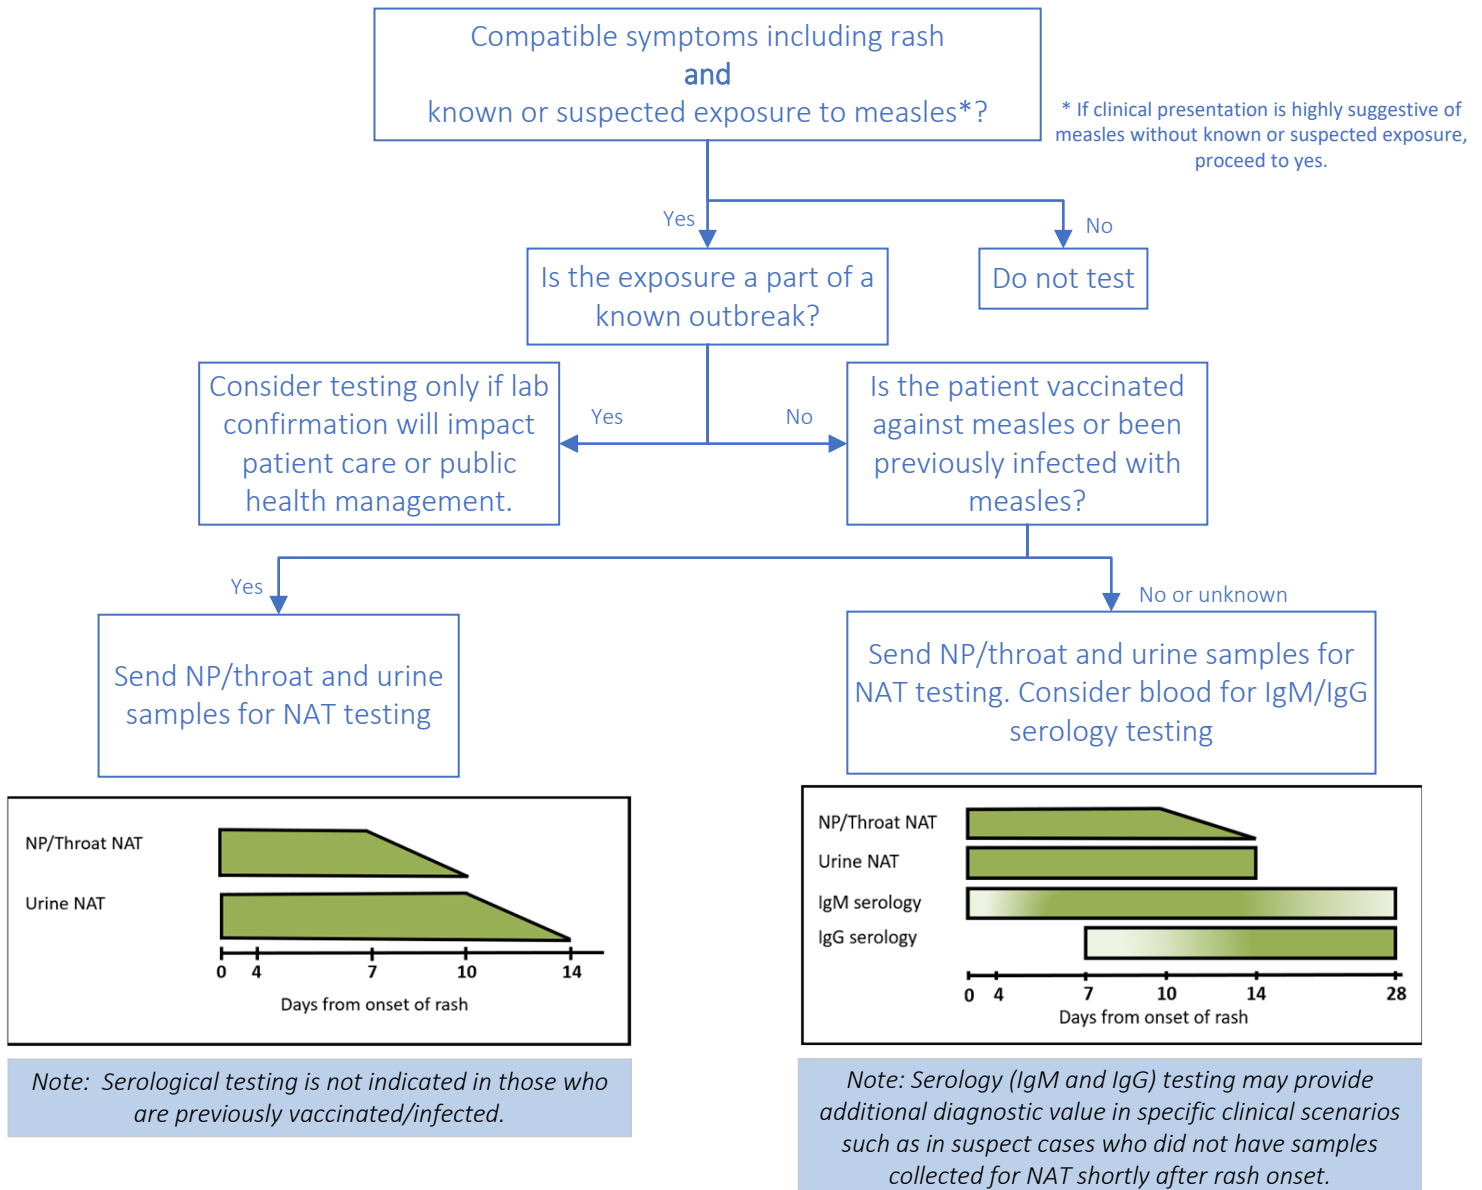 Compatible symptoms including rash
and
known or suspected exposure to measles*?
* If clinical presentation is highly suggestive of
measles without known or suspected exposure,
proceed to yes.
Yes
No
Is the exposure a part of a
known outbreak?
Do not test
Consider testing only if lab
confirmation will impact
patient care or public
health management.
Yes
No
Is the patient vaccinated
against measles or been
previously infected with
measles?
Yes
No or unknown
Send NP/throat and urine
samples for NAT testing
Send NP/throat and urine samples for
NAT testing. Consider blood for IgM/IgG
serology testing
NP/Throat NAT
Urine NAT
0 4 7 10 14
Days from onset of rash
NP/Throat NAT
Urine NAT
IgM serology
IgG serology
0 4 7 10 14 28
Days from onset of rash
Note: Serological testing is not indicated in those who
are previously vaccinated/infected.
Note: Serology (IgM and IgG) testing may provide
additional diagnostic value in specific clinical scenarios
such as in suspect cases who did not have samples
collected for NAT shortly after rash onset.